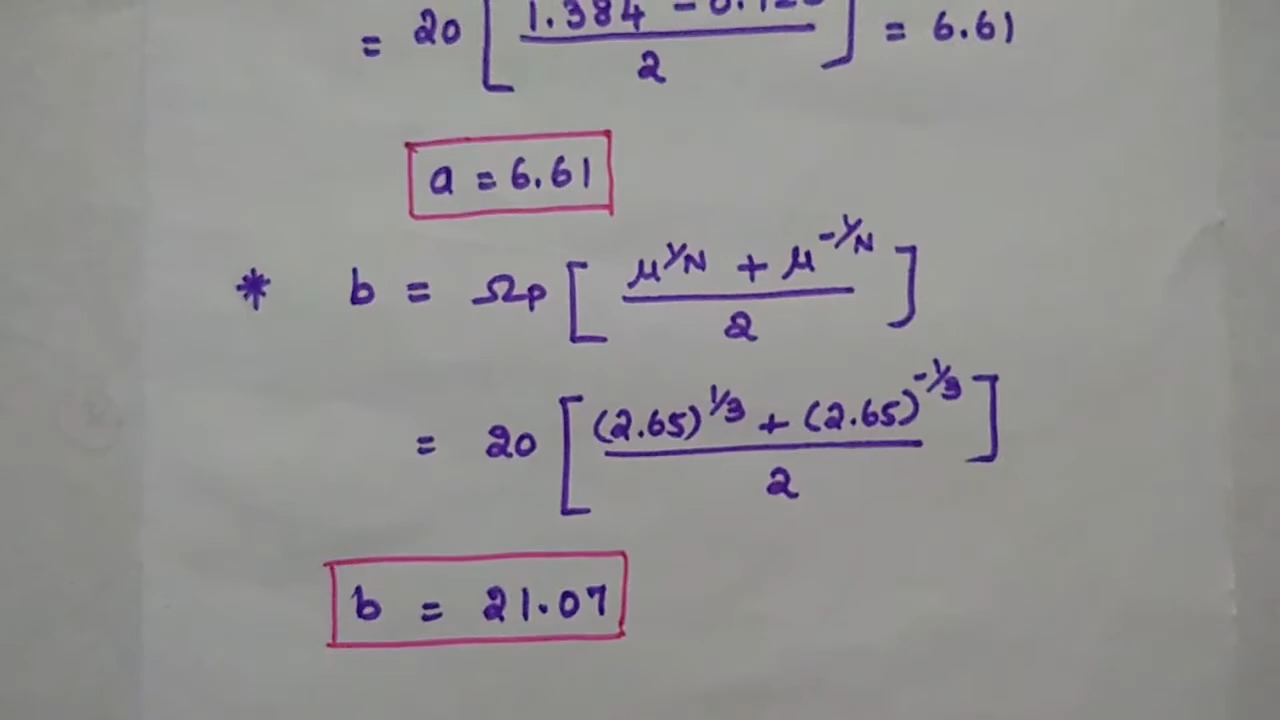 = 20 [ 1.384 - 2 ] = 6.61
a = 6.61
* b = Ωp [ μ^1/N + μ^-1/N / 2 ]
= 20 [ (2.65)^1/3 + (2.65)^-1/3 / 2 ]
b = 21.07